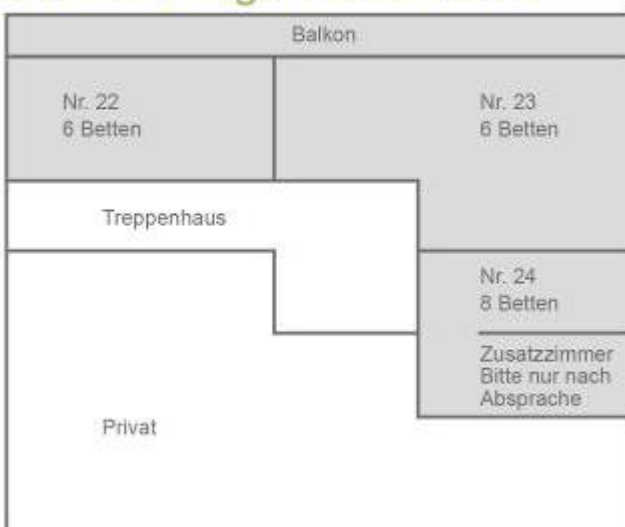 Balkon
Nr. 22
6 Betten
Nr. 23
6 Betten
Treppenhaus
Nr. 24
8 Betten
Zusatzzimmer
Bitte nur nach
Absprache
Privat